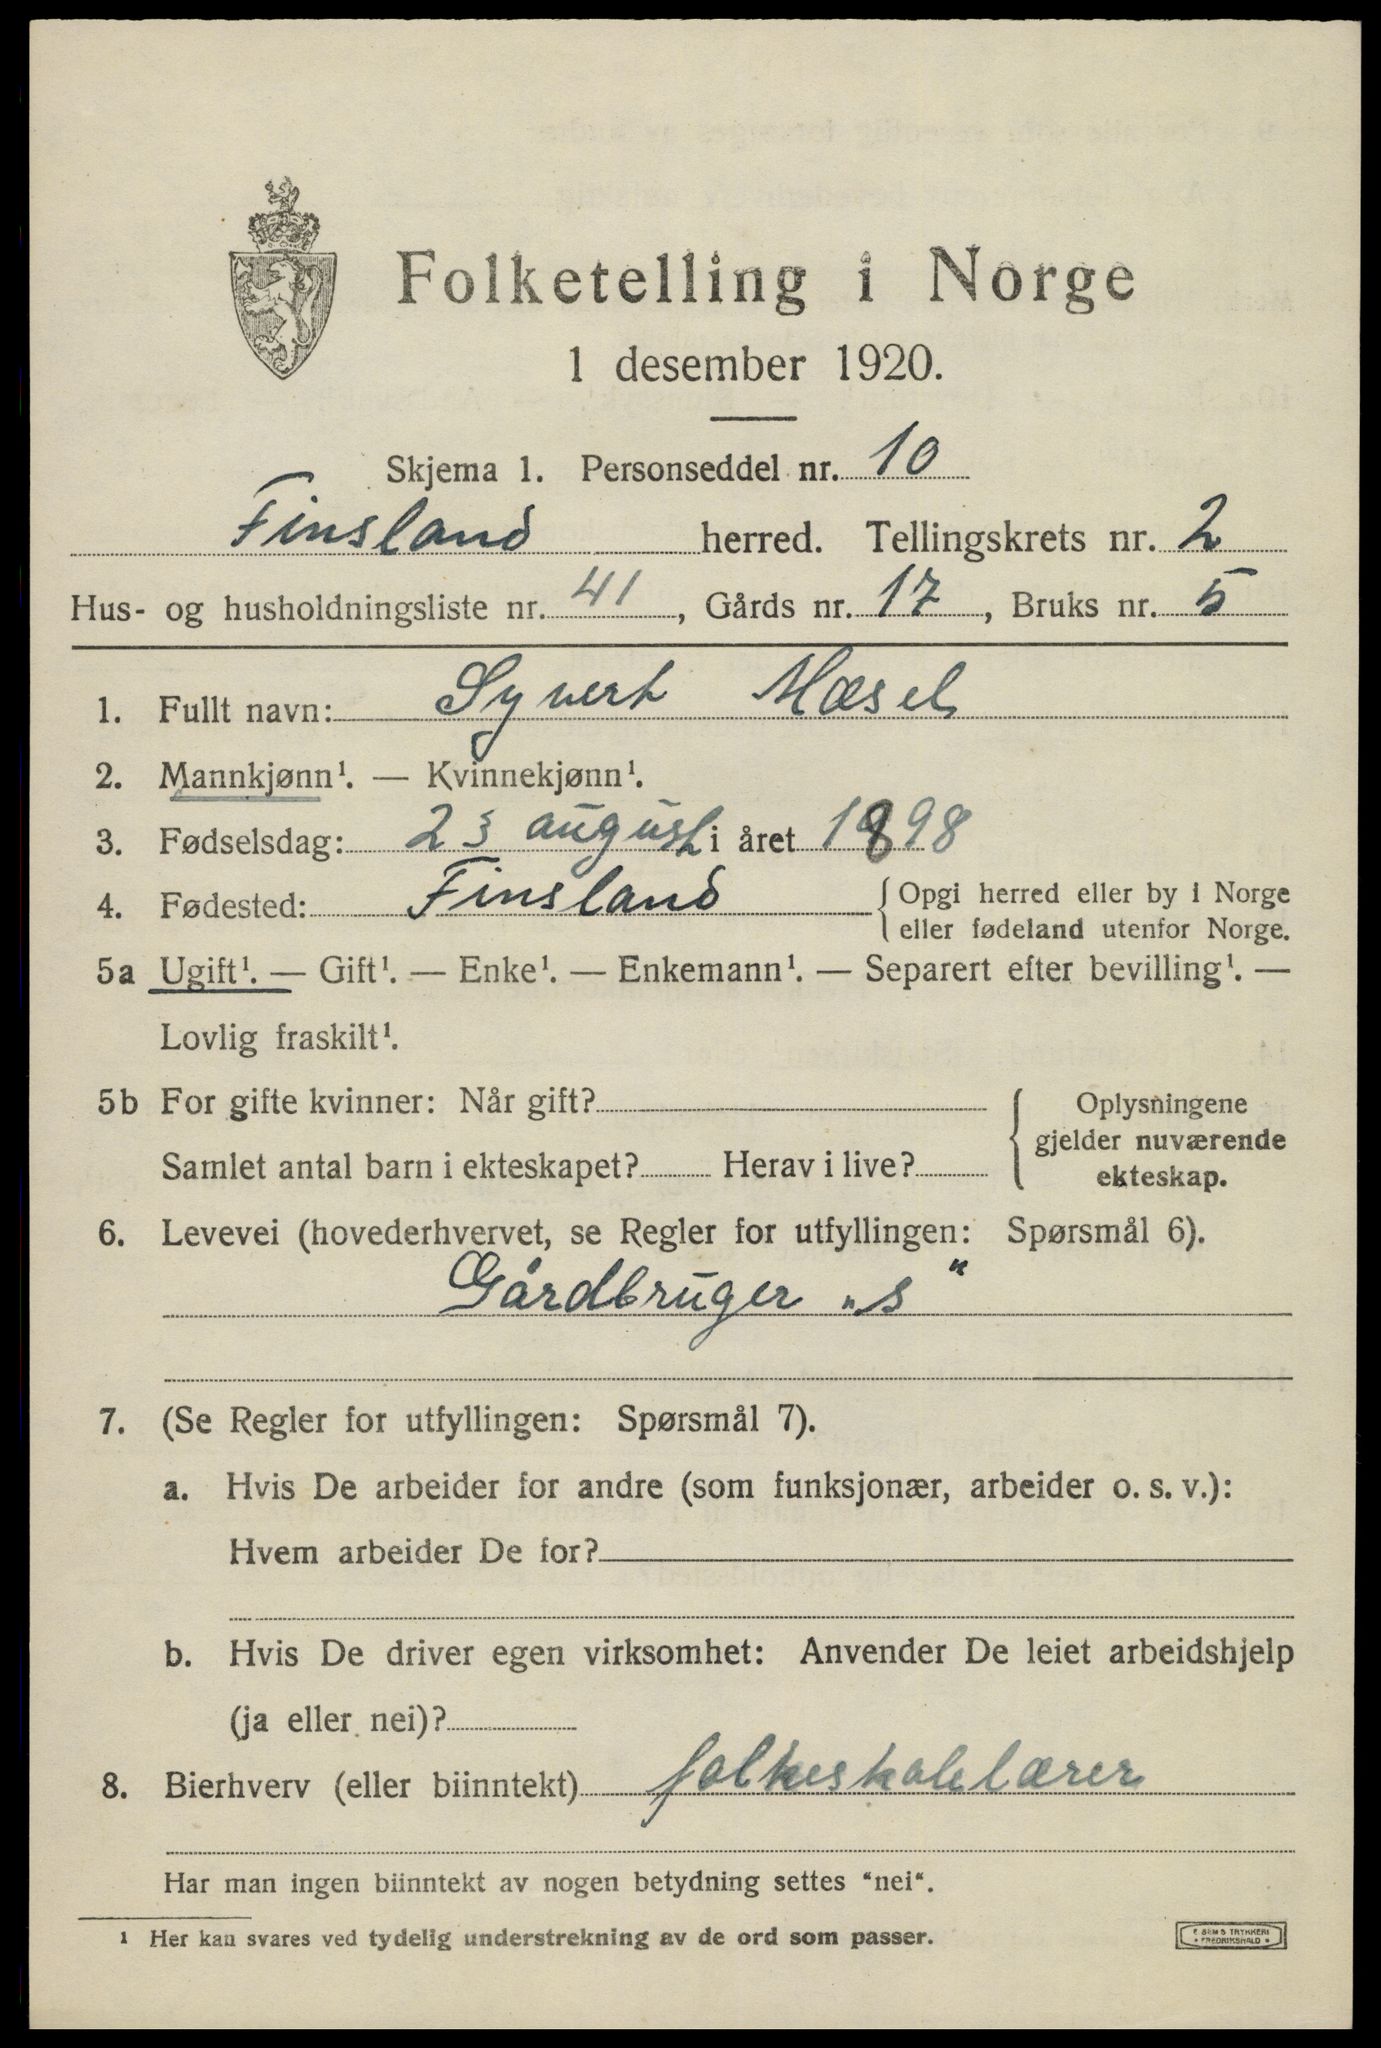 Folketelling i Norge
1 desember 1920.
Skjema 1. Personseddel nr. 10
Finsland herred. Tellingskrets nr. 2
Hus- og husholdningsliste nr. 41, Gårds nr. 17, Bruks nr. 5
1. Fullt navn: Syvert Mæsel
2. Mannkjønn¹. — Kvinnekjønn¹.
3. Fødselsdag: 23 august i året 1898
4. Fødested: Finsland { Opgi herred eller by i Norge
eller fødeland utenfor Norge.
5a Ugift¹. — Gift¹. — Enke¹. — Enkemann¹. — Separert efter bevilling¹. —
Lovlig fraskilt¹.
5b For gifte kvinner: Når gift?
Samlet antal barn i ekteskapet? Herav i live?
Oplysningene
gjelder nuværende
ekteskap.
6. Levevei (hovederhvervet, se Regler for utfyllingen: Spørsmål 6).
Gårdbruger „s“
7. (Se Regler for utfyllingen: Spørsmål 7).
a. Hvis De arbeider for andre (som funksjonær, arbeider o. s. v.):
Hvem arbeider De for?
b. Hvis De driver egen virksomhet: Anvender De leiet arbeidshjelp
(ja eller nei)?
8. Bierhverv (eller biinntekt) folkeskolelærer
Har man ingen biinntekt av nogen betydning settes “nei“.
¹ Her kan svares ved tydelig understrekning av de ord som passer.
E SEMS TRYKKERI
• FREDRIKSHALD •